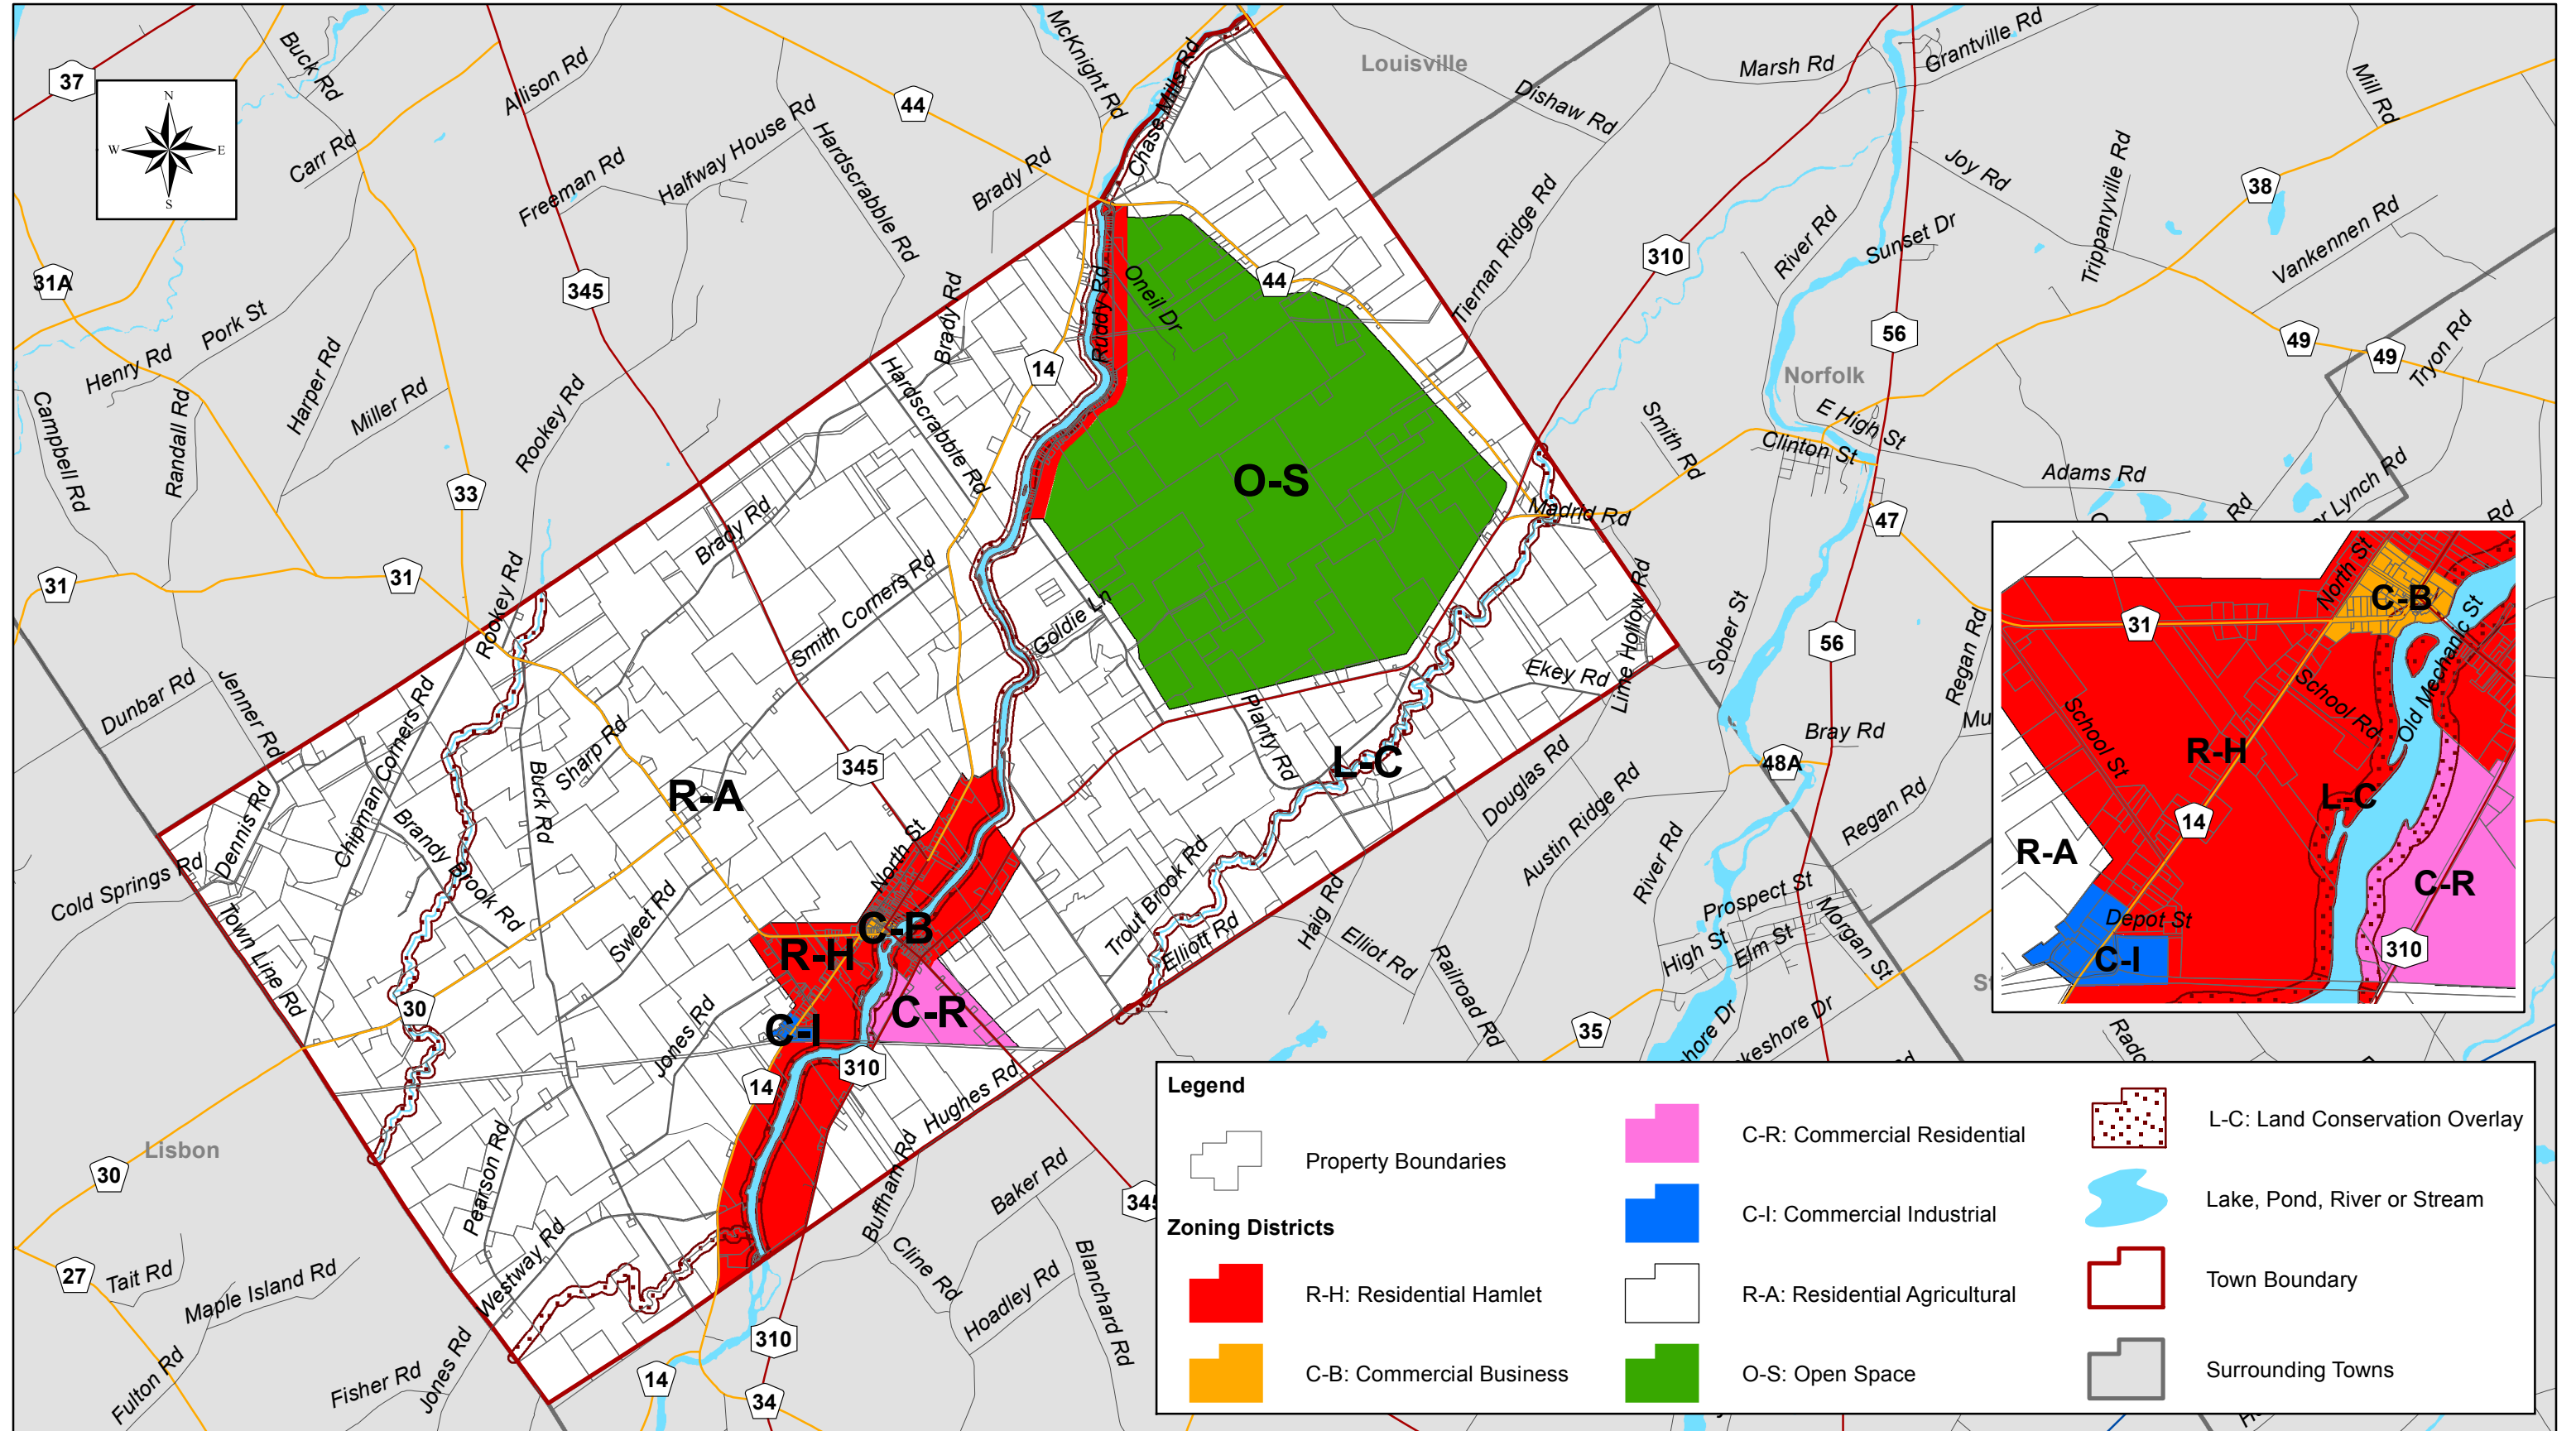 37
N
W
E
S
Buck Rd
Allison Rd
Carr Rd
Halfway House Rd
Freeman Rd
Hardscrabble Rd
44
McKnight Rd
Brady Rd
Chase Mills Rd
Louisville
Dishaw Rd
Marsh Rd
Grantville Rd
Mill Rd
Joy Rd
Trippanyville Rd
38
Vankennen Rd
31A
345
Pork St
Henry Rd
Harper Rd
Miller Rd
Randall Rd
Campbell Rd
Rookey Rd
33
31
31
Rookey Rd
Brady Rd
Hardscrabble Rd
14
Ruddy Rd
Oneil Dr
44
Tiernan Ridge Rd
310
River Rd
Sunset Dr
56
Norfolk
49
49
Tryon Rd
Smith Rd
E High St
Clinton St
Adams Rd
Madrid Rd
47
O-S
Brady Rd
Smith Corners Rd
Goldie Ln
Dunbar Rd
Jenner Rd
Chipman Corners Rd
Sharp Rd
Buck Rd
Brandy Brook Rd
Dennis Rd
Cold Springs Rd
Town Line Rd
R-A
345
Planty Rd
L-C
Ekey Rd
Lime Hollow Rd
Sober St
56
Regan Rd
Bray Rd
48A
Regan Rd
Douglas Rd
Austin Ridge Rd
River Rd
Prospect St
Morgan St
High St
Elm St
North St
Sweet Rd
C-B
R-H
C-R
C-I
Trout Brook Rd
Elliott Rd
Haig Rd
Elliot Rd
Railroad Rd
35
30
Jones Rd
14
310
Hughes Rd
Buffham Rd
Pearson Rd
Westway Rd
Lisbon
30
27
Tait Rd
Maple Island Rd
Fulton Rd
Fisher Rd
Jones Rd
14
310
34
Cline Rd
Baker Rd
Hoadley Rd
Blanchard Rd
345
North St
C-B
31
Old Mechanic St
School Rd
School St
R-H
L-C
14
R-A
C-R
Depot St
C-I
310
Legend
Property Boundaries
Zoning Districts
R-H: Residential Hamlet
C-B: Commercial Business
C-R: Commercial Residential
C-I: Commercial Industrial
R-A: Residential Agricultural
O-S: Open Space
L-C: Land Conservation Overlay
Lake, Pond, River or Stream
Town Boundary
Surrounding Towns